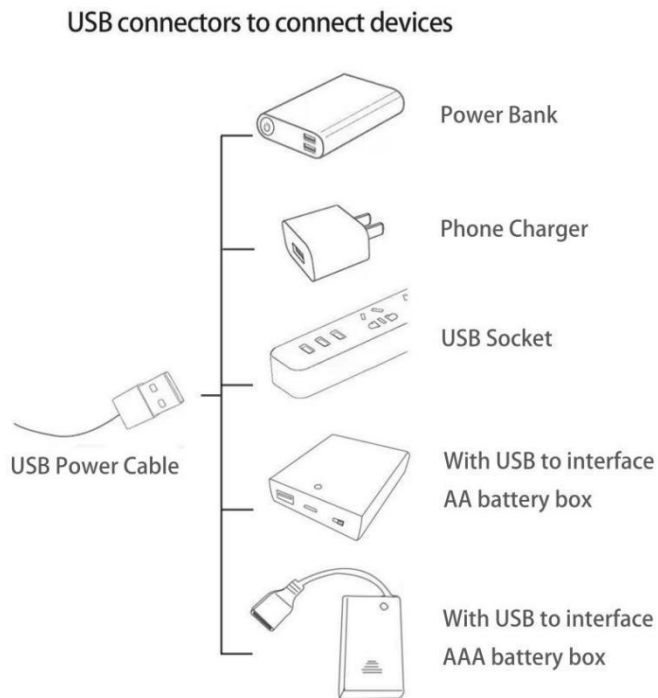 USB connectors to connect devices
Power Bank
Phone Charger
USB Socket
USB Power Cable
With USB to interface
AA battery box
With USB to interface
AAA battery box